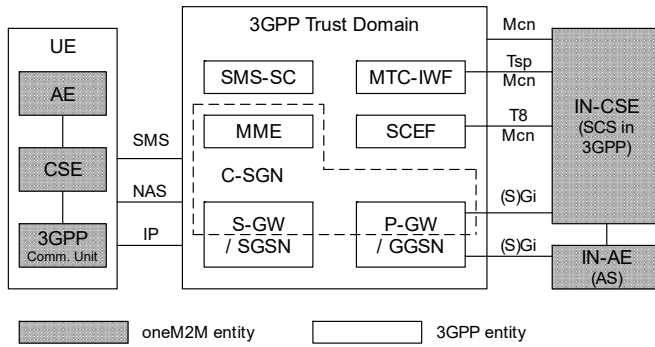 UE
AE
CSE
3GPP
Comm. Unit
SMS
NAS
IP
3GPP Trust Domain
SMS-SC
MTC-IWF
MME
SCEF
C-SGN
S-GW
/ SGSN
P-GW
/ GGSN
Mcn
Tsp
Mcn
T8
Mcn
(S)Gi
(S)Gi
IN-CSE
(SCS in
3GPP)
IN-AE
(AS)
oneM2M entity
3GPP entity